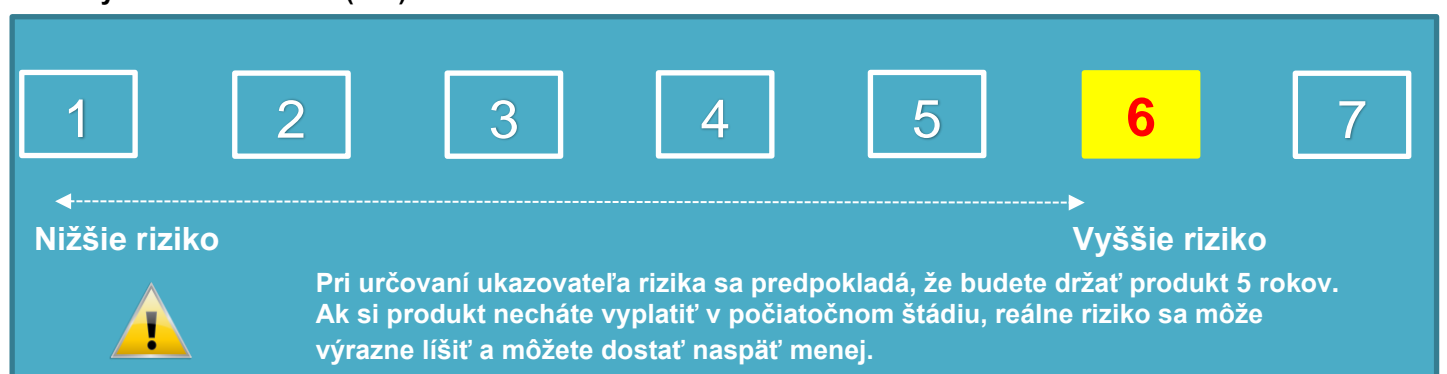 1 2 3 4 5 6 7
Nižšie riziko Vyššie riziko
Pri určovaní ukazovateľa rizika sa predpokladá, že budete držať produkt 5 rokov.
Ak si produkt necháte vyplatiť v počiatočnom štádiu, reálne riziko sa môže
výrazne líšiť a môžete dostať naspäť menej.